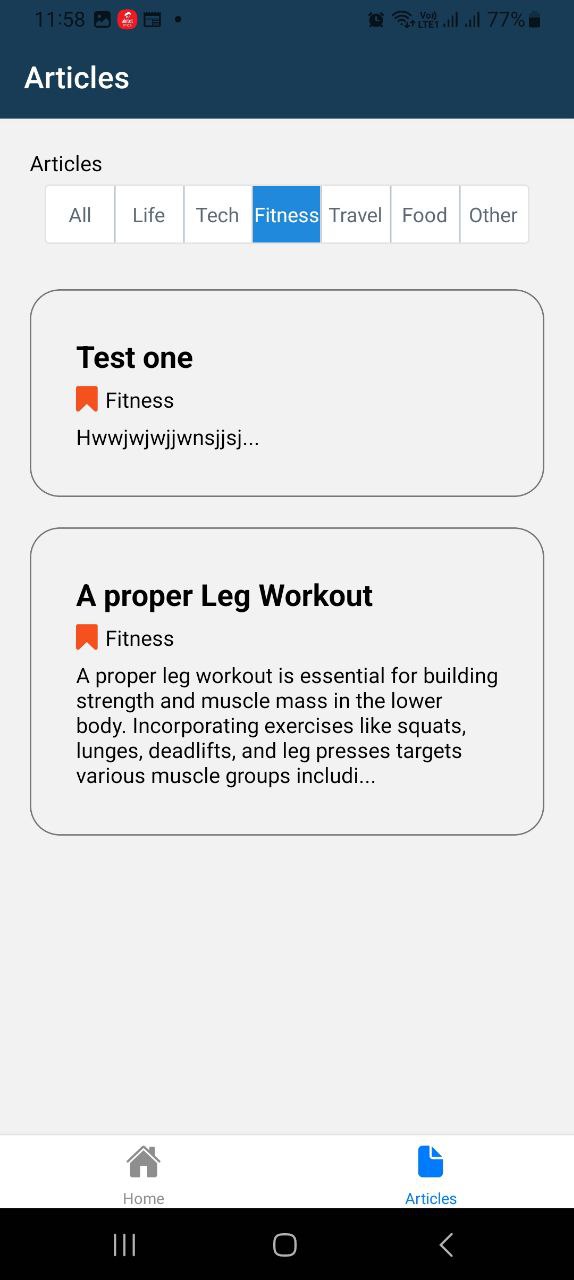 11:58 Vo) LTE1 77%
Articles
Articles
All Life Tech Fitness Travel Food Other
Test one
Fitness
Hwwjwjwjjwnsjjsj...
A proper Leg Workout
Fitness
A proper leg workout is essential for building
strength and muscle mass in the lower
body. Incorporating exercises like squats,
lunges, deadlifts, and leg presses targets
various muscle groups includi...
Home Articles